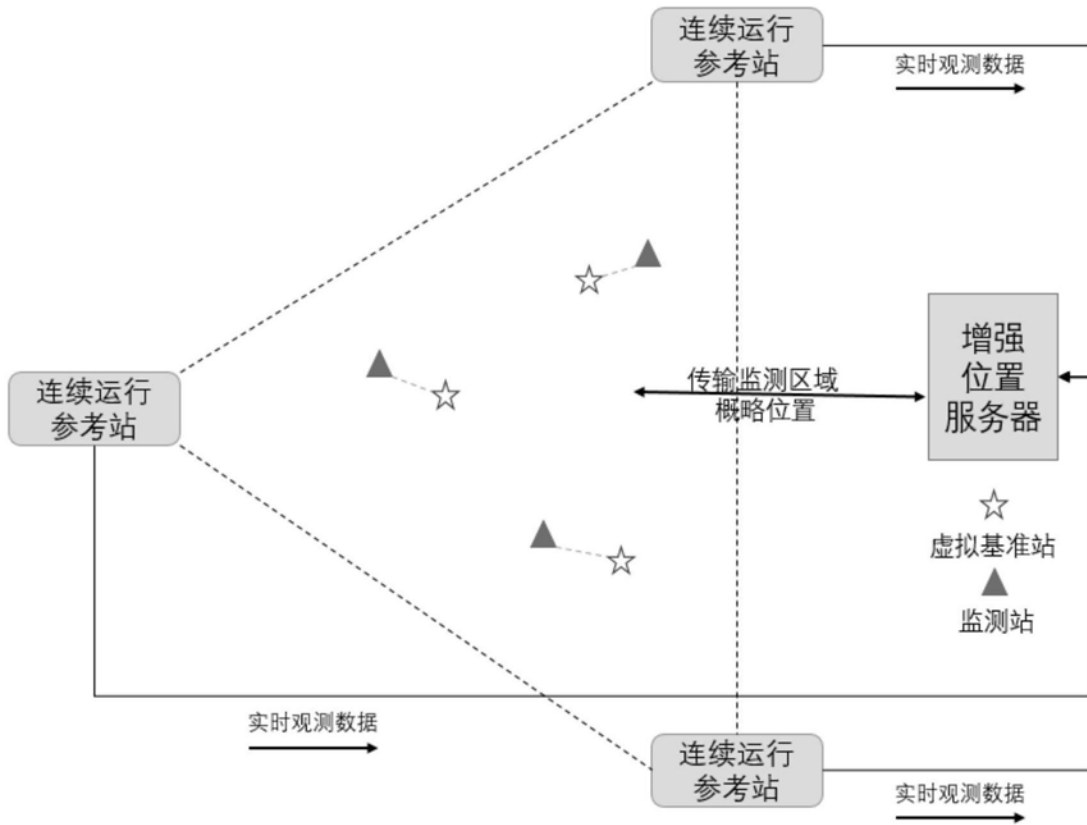 连续运行
参考站
实时观测数据
增强
位置
服务器
传输监测区域
概略位置
连续运行
参考站
虚拟基准站
监测站
实时观测数据
连续运行
参考站
实时观测数据